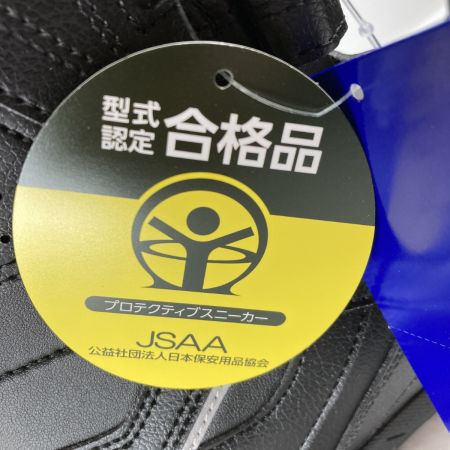 型式
認定
合格品
プロテクティブスニーカー
JSAA
公益社団法人日本保安用品協会